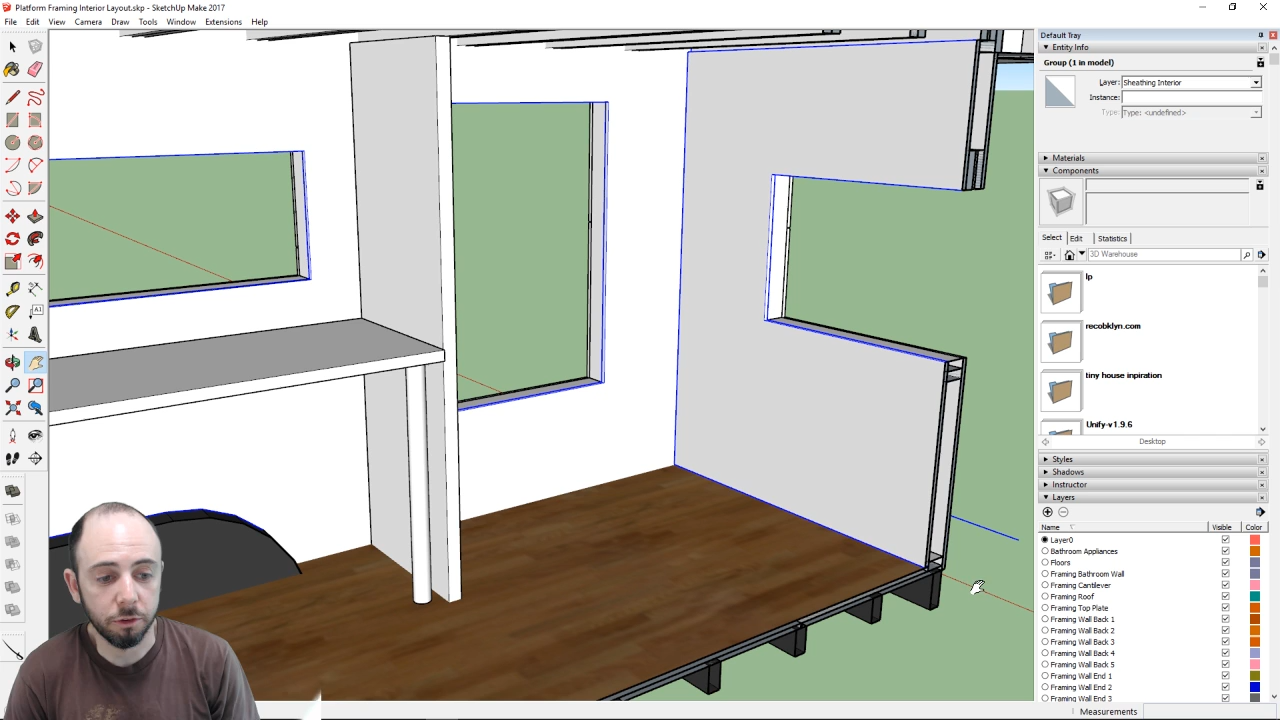 Platform Framing Interior Layout.skp - SketchUp Make 2017
File Edit View Camera Draw Tools Window Extensions Help
Default Tray
Entity Info
Group (1 in model)
Layer: Sheathing Interior
Instance:
Type: Type: <undefined>
Materials
Components
Select Edit Statistics
3D Warehouse
lp
recobklyn.com
tiny house inpiration
Unify-v1.9.6
Desktop
Styles
Shadows
Instructor
Layers
Name Visible Color
Layer0
Bathroom Appliances
Floors
Framing Bathroom Wall
Framing Cantilever
Framing Roof
Framing Top Plate
Framing Wall Back 1
Framing Wall Back 2
Framing Wall Back 3
Framing Wall Back 4
Framing Wall Back 5
Framing Wall End 1
Framing Wall End 2
Framing Wall End 3
Measurements